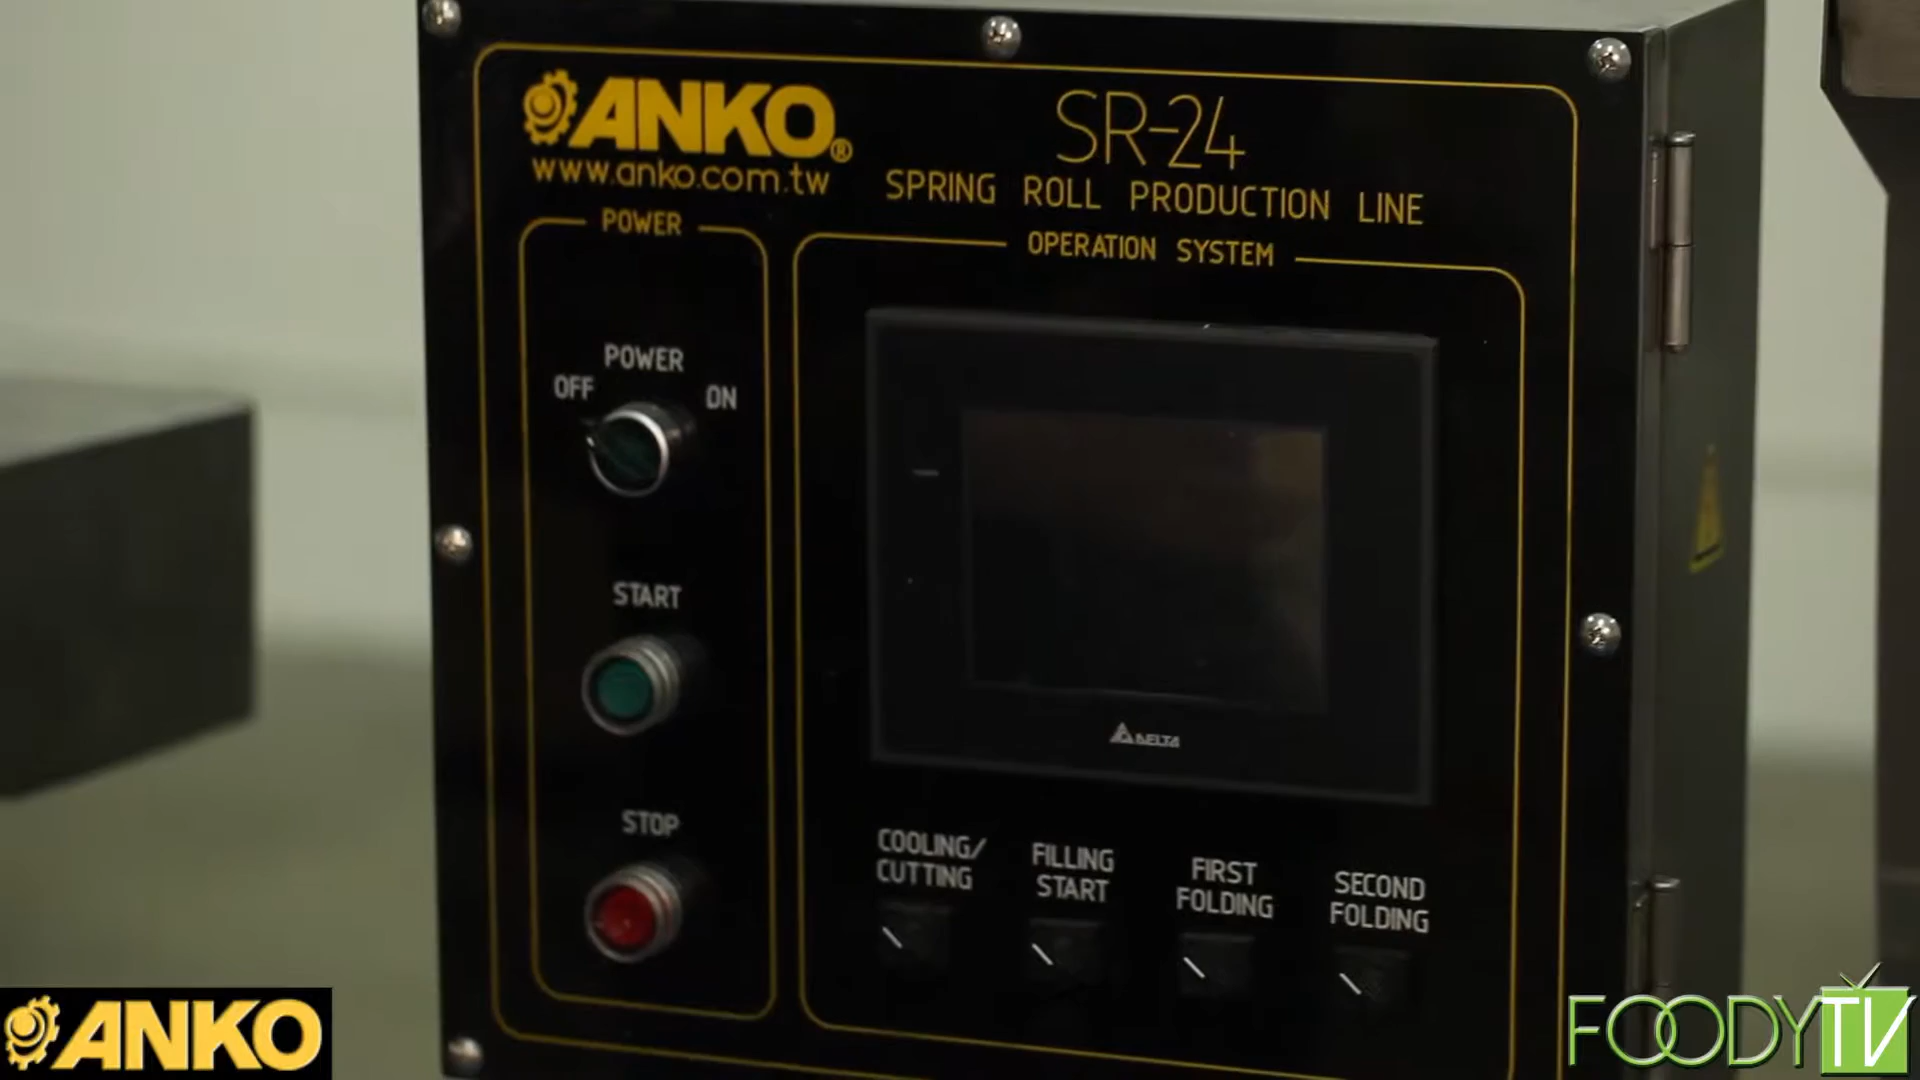 ANKO®
www.anko.com.tw
SR-24
SPRING ROLL PRODUCTION LINE
POWER
OPERATION SYSTEM
POWER
OFF
ON
START
STOP
DELTA
COOLING/
CUTTING
FILLING
START
FIRST
FOLDING
SECOND
FOLDING
ANKO
FOODYTV